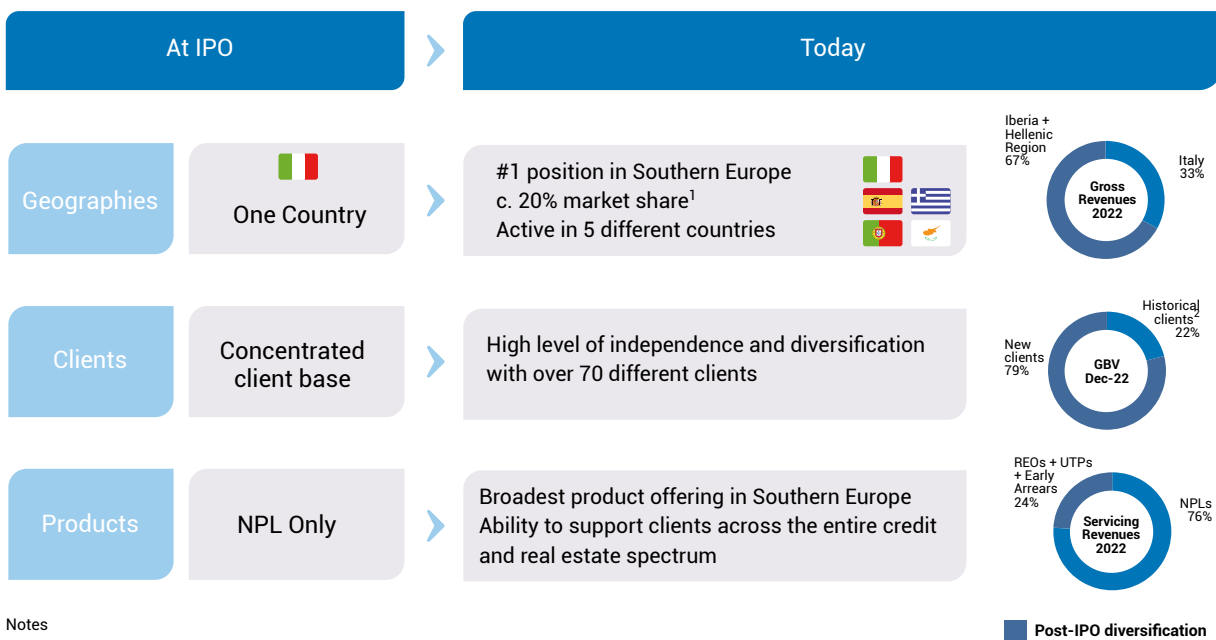 At IPO
Today
Geographies
One Country
#1 position in Southern Europe
c. 20% market share1
Active in 5 different countries
Iberia +
Hellenic
Region
67%
Gross
Revenues
2022
Italy
33%
Clients
Concentrated
client base
High level of independence and diversification
with over 70 different clients
New
clients
79%
GBV
Dec-22
Historical
clients2
22%
Products
NPL Only
Broadest product offering in Southern Europe
Ability to support clients across the entire credit
and real estate spectrum
REOs + UTPs
+ Early
Arrears
24%
Servicing
Revenues
2022
NPLs
76%
Notes
Post-IPO diversification